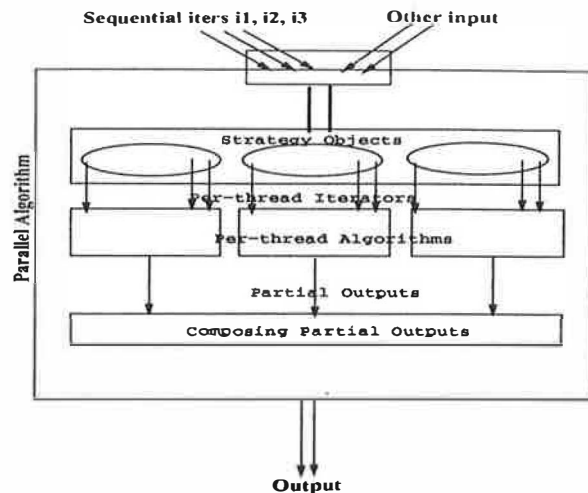 Sequential iters i1, i2, i3
Other input
Parallel Algorithm
Strategy Objects
Per-thread Iterators
Per-thread Algorithms
Partial Outputs
Composing Partial Outputs
Output